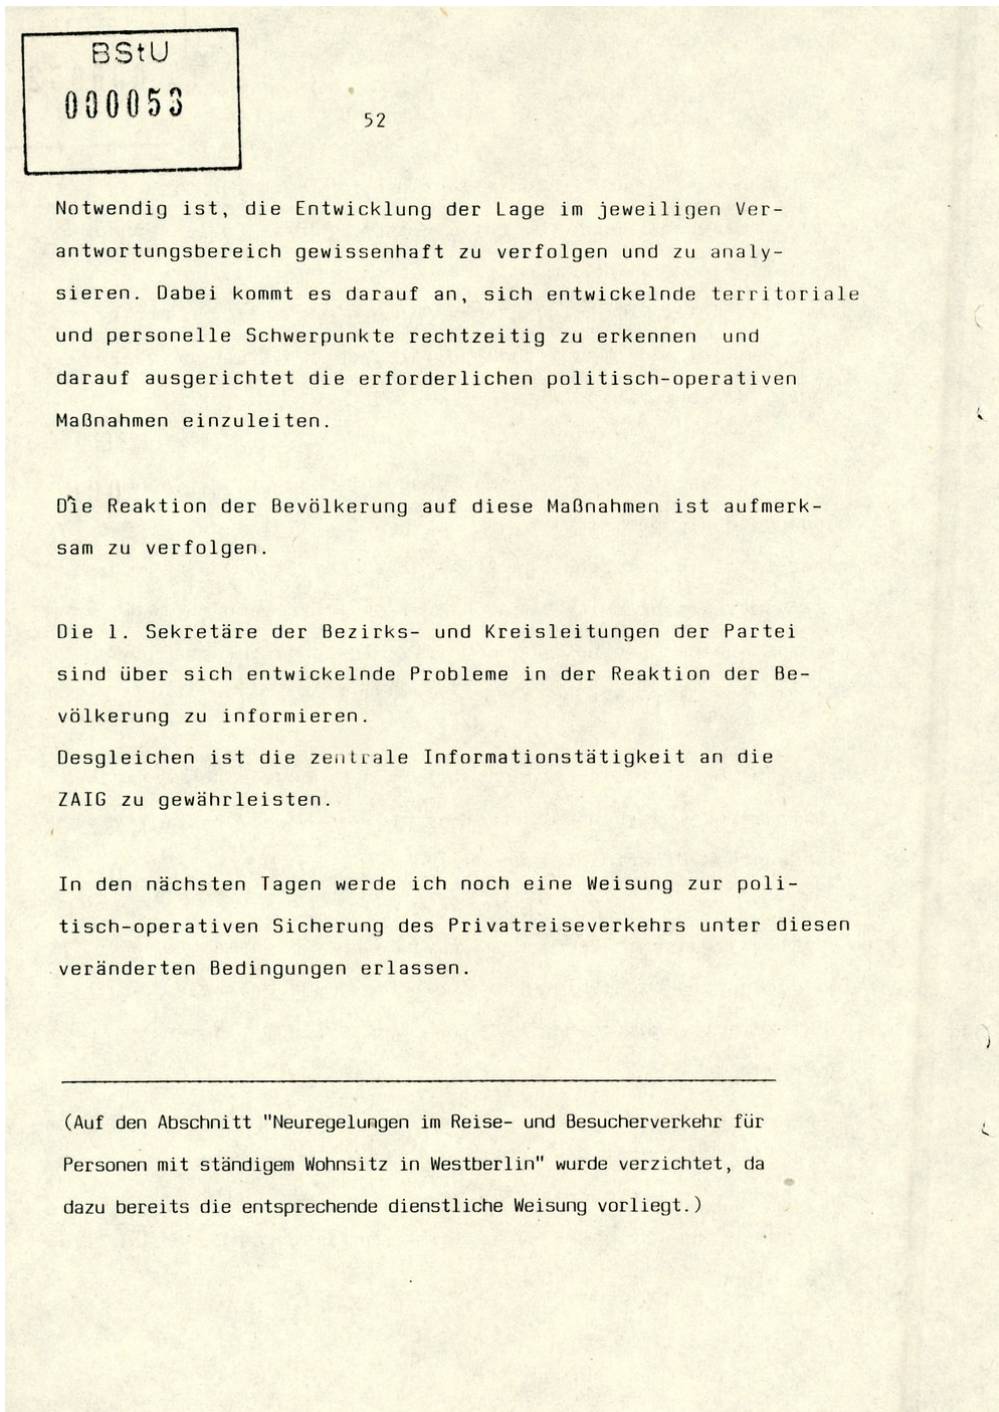 BStU
000053
52
Notwendig ist, die Entwicklung der Lage im jeweiligen Ver-
antwortungsbereich gewissenhaft zu verfolgen und zu analy-
sieren. Dabei kommt es darauf an, sich entwickelnde territoriale
und personelle Schwerpunkte rechtzeitig zu erkennen und
darauf ausgerichtet die erforderlichen politisch-operativen
Maßnahmen einzuleiten.
Die Reaktion der Bevölkerung auf diese Maßnahmen ist aufmerk-
sam zu verfolgen.
Die 1. Sekretäre der Bezirks- und Kreisleitungen der Partei
sind über sich entwickelnde Probleme in der Reaktion der Be-
völkerung zu informieren.
Desgleichen ist die zentrale Informationstätigkeit an die
ZAIG zu gewährleisten.
In den nächsten Tagen werde ich noch eine Weisung zur poli-
tisch-operativen Sicherung des Privatreiseverkehrs unter diesen
veränderten Bedingungen erlassen.
(Auf den Abschnitt "Neuregelungen im Reise- und Besucherverkehr für
Personen mit ständigem Wohnsitz in Westberlin" wurde verzichtet, da
dazu bereits die entsprechende dienstliche Weisung vorliegt.)